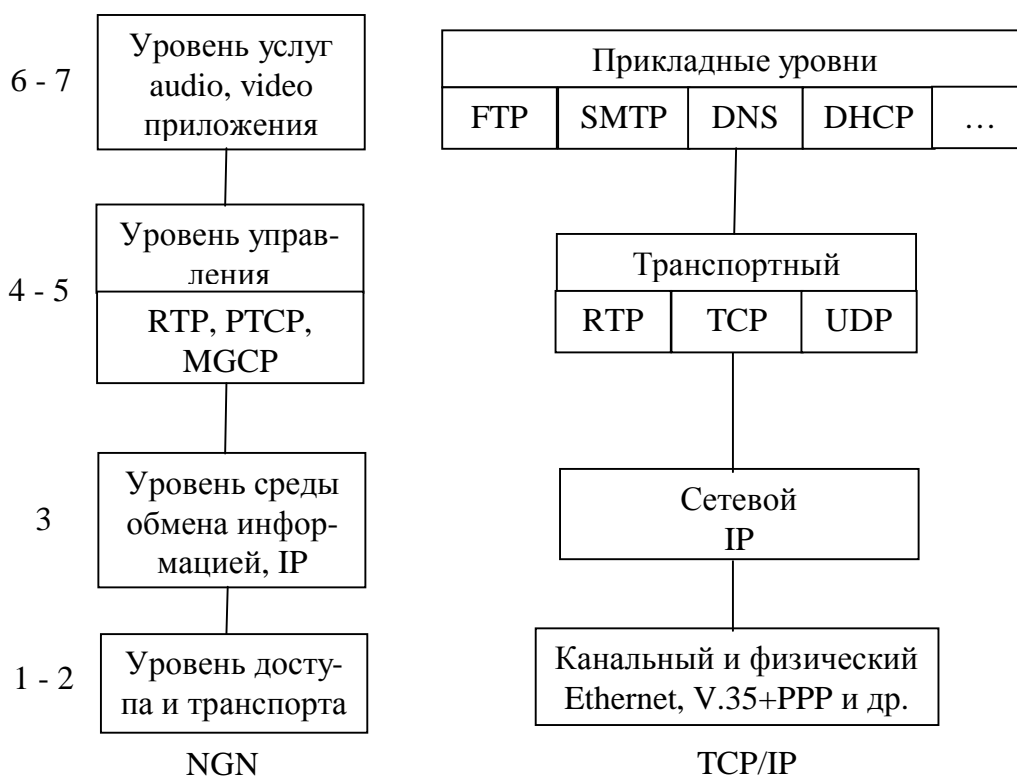 6 - 7
Уровень услуг
audio, video
приложения
Прикладные уровни
FTP SMTP DNS DHCP …
4 - 5
Уровень управ-
ления
RTP, PTCP,
MGCP
Транспортный
RTP TCP UDP
3
Уровень среды
обмена инфор-
мацией, IP
Сетевой
IP
1 - 2
Уровень досту-
па и транспорта
Канальный и физический
Ethernet, V.35+PPP и др.
NGN
TCP/IP